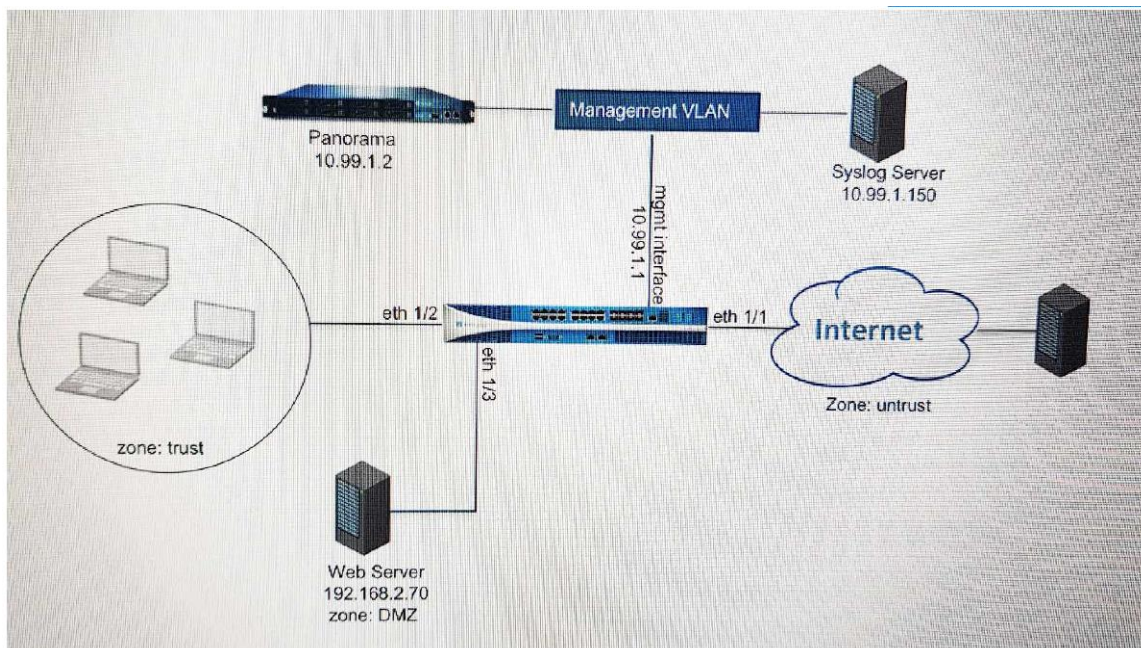 Panorama
10.99.1.2
Management VLAN
Syslog Server
10.99.1.150
mgmt interface
10.99.1.1
eth 1/2
eth 1/1
eth 1/3
Internet
Zone: untrust
zone: trust
Web Server
192.168.2.70
zone: DMZ